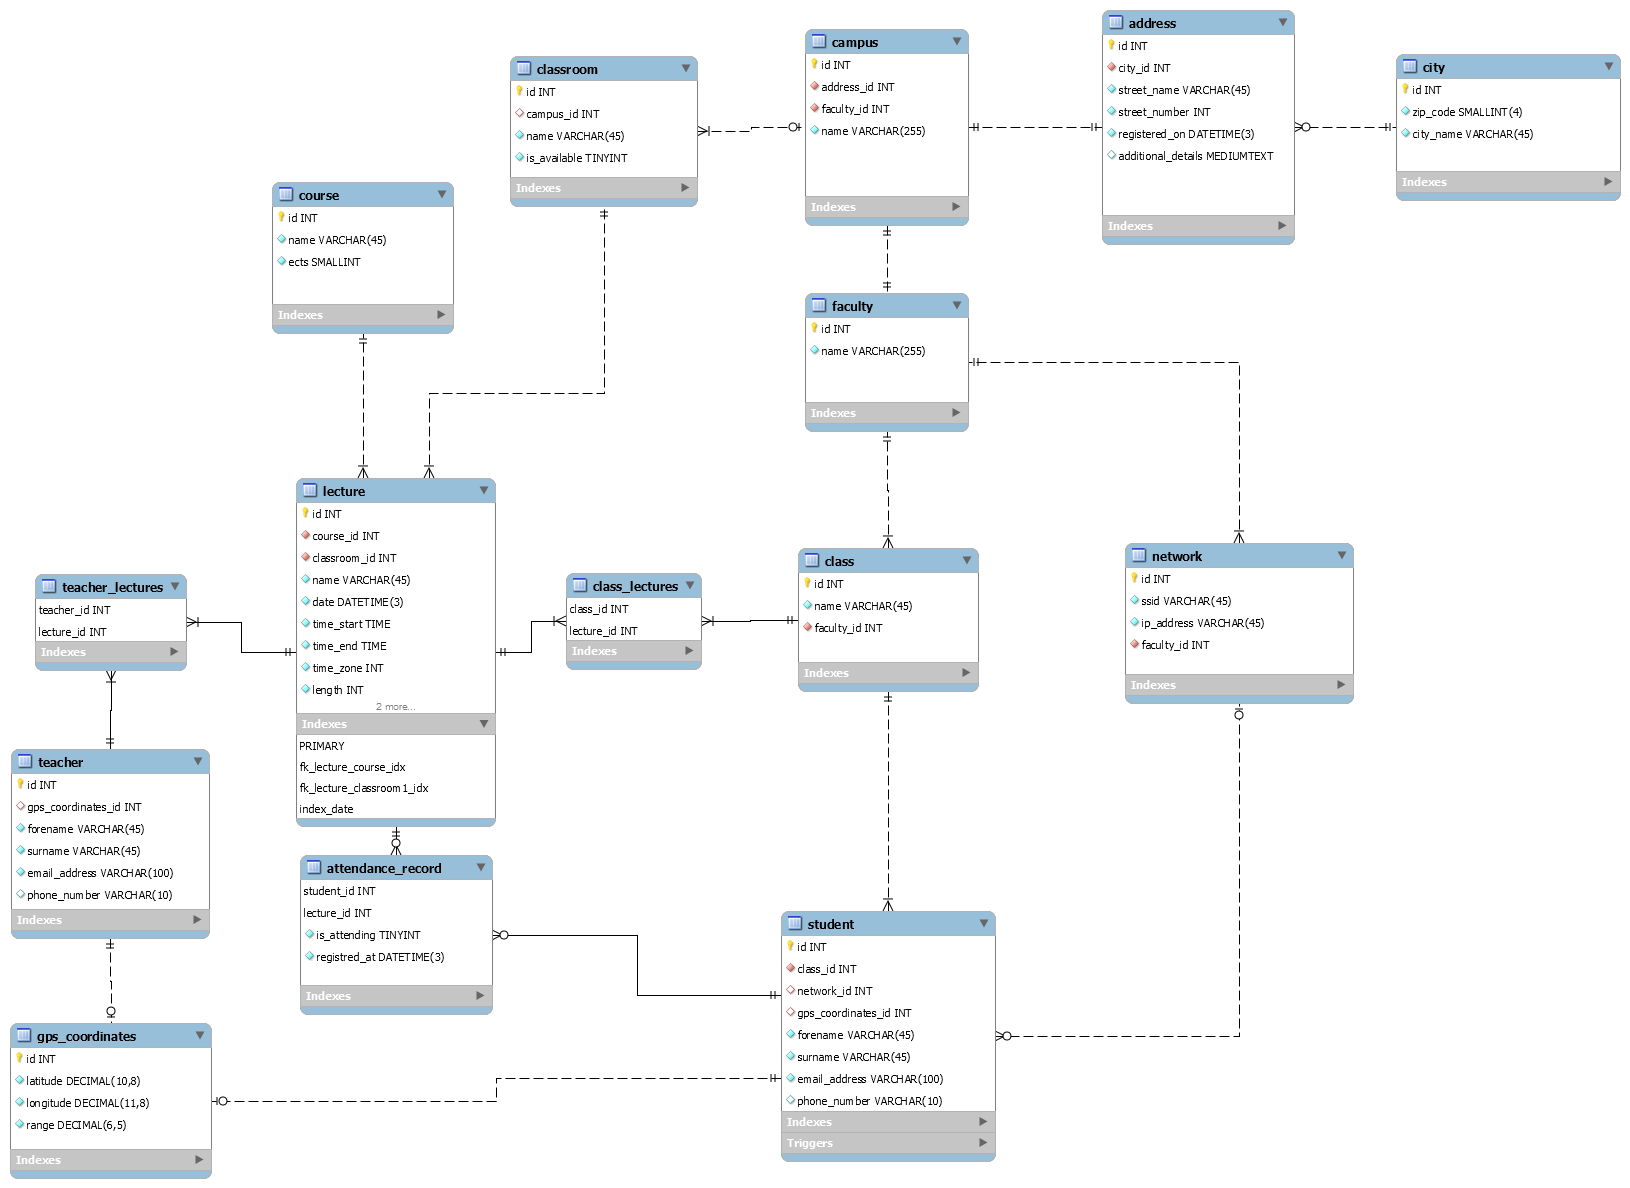 address
id INT
city_id INT
street_name VARCHAR(45)
street_number INT
registered_on DATETIME(3)
additional_details MEDIUMTEXT
Indexes
campus
id INT
address_id INT
faculty_id INT
name VARCHAR(255)
Indexes
city
id INT
zip_code SMALLINT(4)
city_name VARCHAR(45)
Indexes
classroom
id INT
campus_id INT
name VARCHAR(45)
is_available TINYINT
Indexes
course
id INT
name VARCHAR(45)
ects SMALLINT
Indexes
faculty
id INT
name VARCHAR(255)
Indexes
lecture
id INT
course_id INT
classroom_id INT
name VARCHAR(45)
date DATETIME(3)
time_start TIME
time_end TIME
time_zone INT
length INT
2 more...
Indexes
PRIMARY
fk_lecture_course_idx
fk_lecture_classroom1_idx
index_date
class
id INT
name VARCHAR(45)
faculty_id INT
Indexes
network
id INT
ssid VARCHAR(45)
ip_address VARCHAR(45)
faculty_id INT
Indexes
teacher_lectures
teacher_id INT
lecture_id INT
Indexes
class_lectures
class_id INT
lecture_id INT
Indexes
teacher
id INT
gps_coordinates_id INT
forename VARCHAR(45)
surname VARCHAR(45)
email_address VARCHAR(100)
phone_number VARCHAR(10)
Indexes
attendance_record
student_id INT
lecture_id INT
is_attending TINYINT
registred_at DATETIME(3)
Indexes
student
id INT
class_id INT
network_id INT
gps_coordinates_id INT
forename VARCHAR(45)
surname VARCHAR(45)
email_address VARCHAR(100)
phone_number VARCHAR(10)
Indexes
Triggers
gps_coordinates
id INT
latitude DECIMAL(10,8)
longitude DECIMAL(11,8)
range DECIMAL(6,5)
Indexes